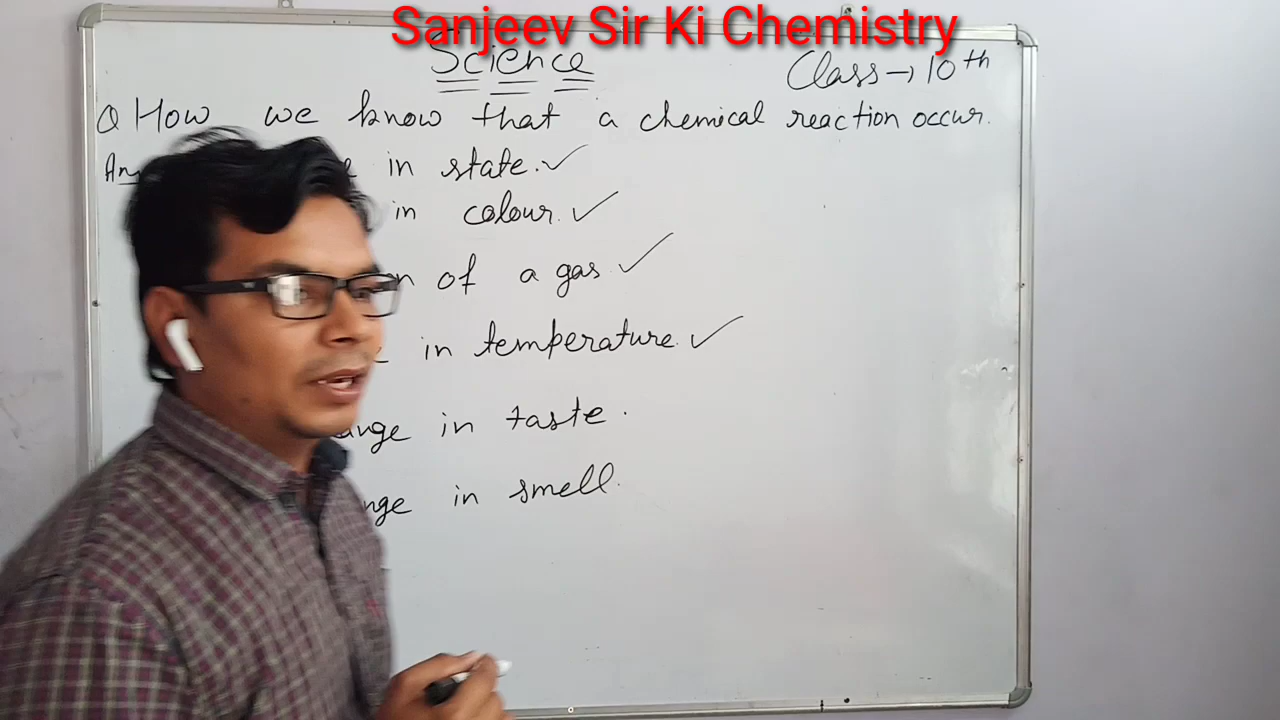 Sanjeev Sir Ki Chemistry
Science
Class → 10th
Q How we know that a chemical reaction occur.
in state. ✓
in colour. ✓
of a gas ✓
in temperature. ✓
in taste.
in smell.